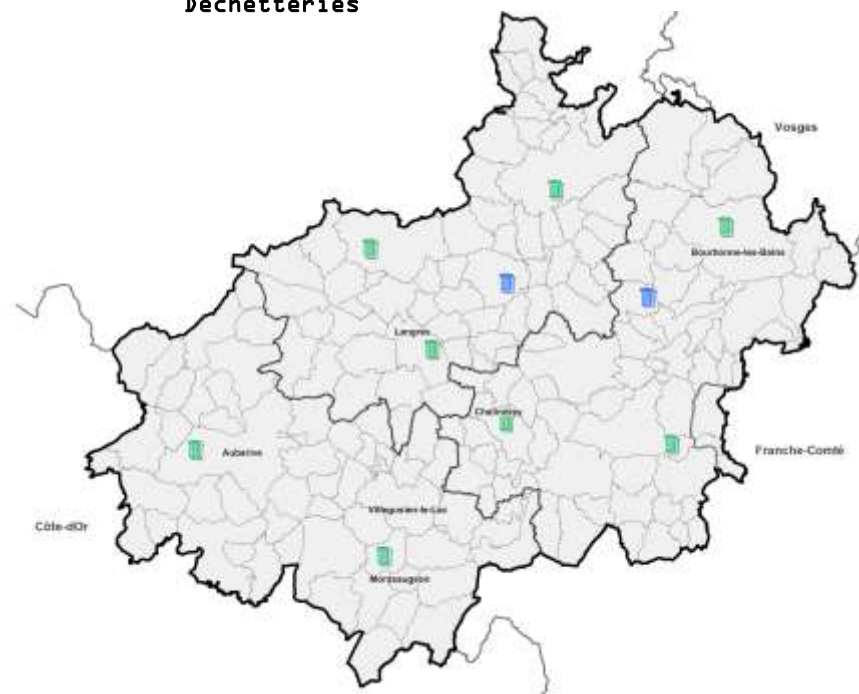 Déchetteries
Vosges
Bourbonne-les-Bains
Langres
Chalindrey
Auberive
Franche-Comté
Villegusien-le-Lac
Côte-d'Or
Montsaugeon